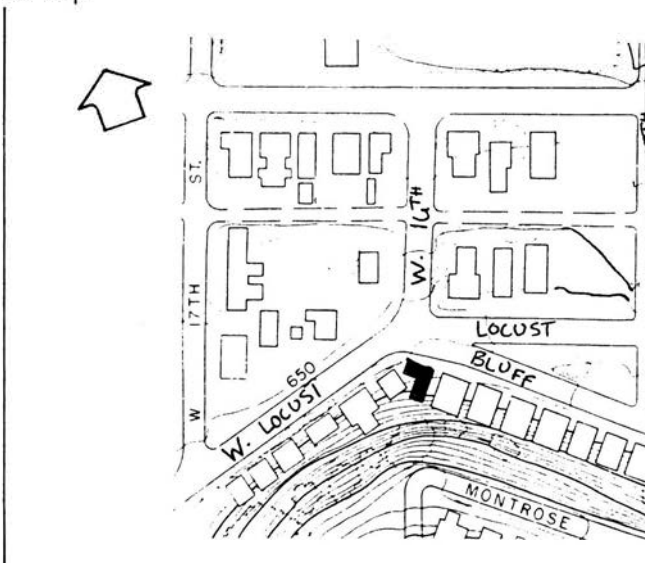 ST.
17TH
W
W. 16TH
LOCUST
BLUFF
650
W. LOCUST
MONTROSE